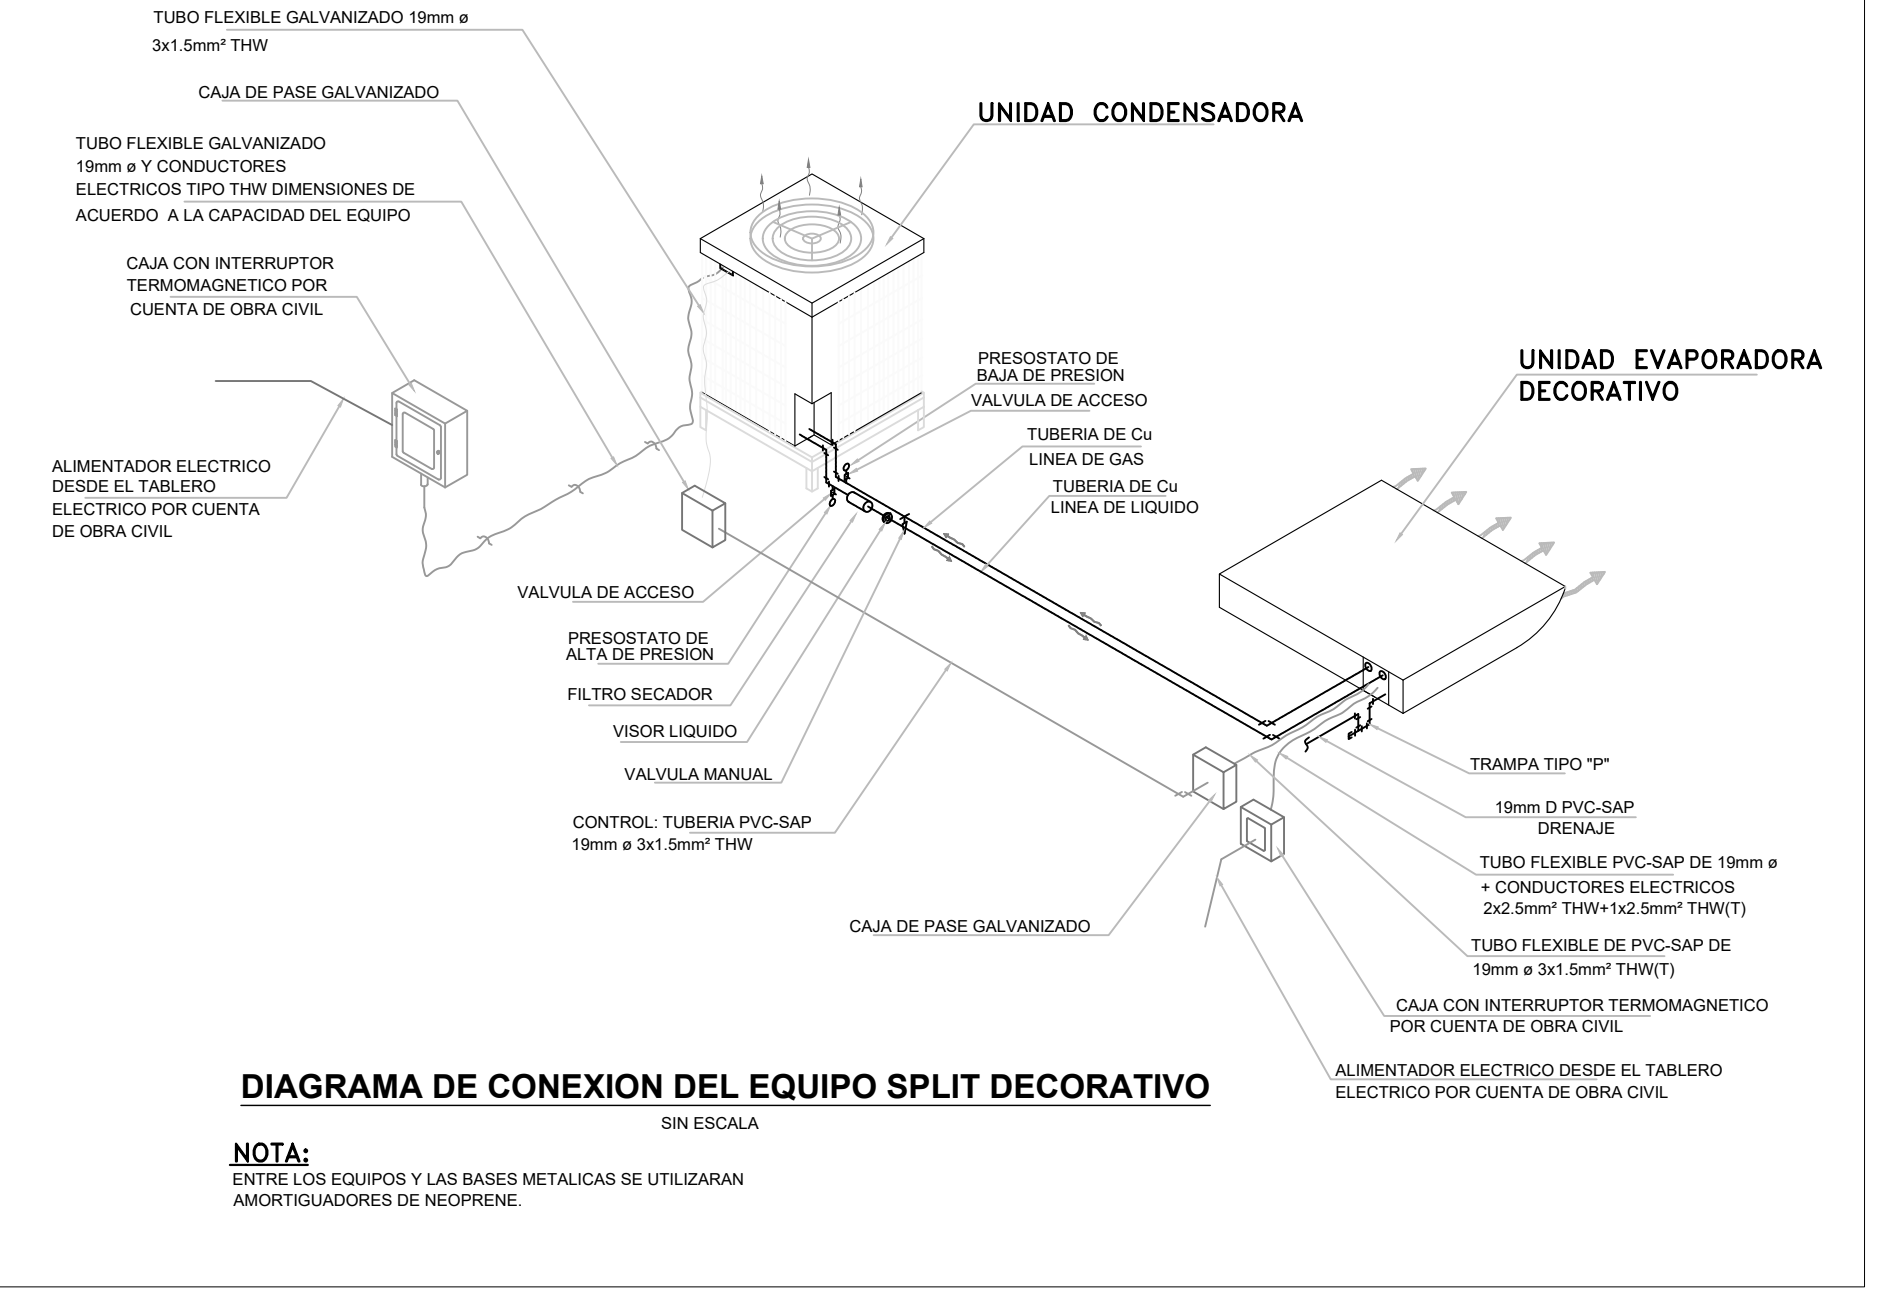 TUBO FLEXIBLE GALVANIZADO 19mm ø
3x1.5mm² THW
CAJA DE PASE GALVANIZADO
UNIDAD CONDENSADORA
TUBO FLEXIBLE GALVANIZADO
19mm ø Y CONDUCTORES
ELECTRICOS TIPO THW DIMENSIONES DE
ACUERDO A LA CAPACIDAD DEL EQUIPO
CAJA CON INTERRUPTOR
TERMOMAGNETICO POR
CUENTA DE OBRA CIVIL
PRESOSTATO DE
BAJA DE PRESION
VALVULA DE ACCESO
UNIDAD EVAPORADORA
DECORATIVO
TUBERIA DE Cu
LINEA DE GAS
TUBERIA DE Cu
LINEA DE LIQUIDO
ALIMENTADOR ELECTRICO
DESDE EL TABLERO
ELECTRICO POR CUENTA
DE OBRA CIVIL
VALVULA DE ACCESO
PRESOSTATO DE
ALTA DE PRESION
FILTRO SECADOR
VISOR LIQUIDO
VALVULA MANUAL
CONTROL: TUBERIA PVC-SAP
19mm ø 3x1.5mm² THW
TRAMPA TIPO "P"
19mm D PVC-SAP
DRENAJE
TUBO FLEXIBLE PVC-SAP DE 19mm ø
+ CONDUCTORES ELECTRICOS
2x2.5mm² THW+1x2.5mm² THW(T)
CAJA DE PASE GALVANIZADO
TUBO FLEXIBLE DE PVC-SAP DE
19mm ø 3x1.5mm² THW(T)
CAJA CON INTERRUPTOR TERMOMAGNETICO
POR CUENTA DE OBRA CIVIL
ALIMENTADOR ELECTRICO DESDE EL TABLERO
ELECTRICO POR CUENTA DE OBRA CIVIL
DIAGRAMA DE CONEXION DEL EQUIPO SPLIT DECORATIVO
SIN ESCALA
NOTA:
ENTRE LOS EQUIPOS Y LAS BASES METALICAS SE UTILIZARAN
AMORTIGUADORES DE NEOPRENE.